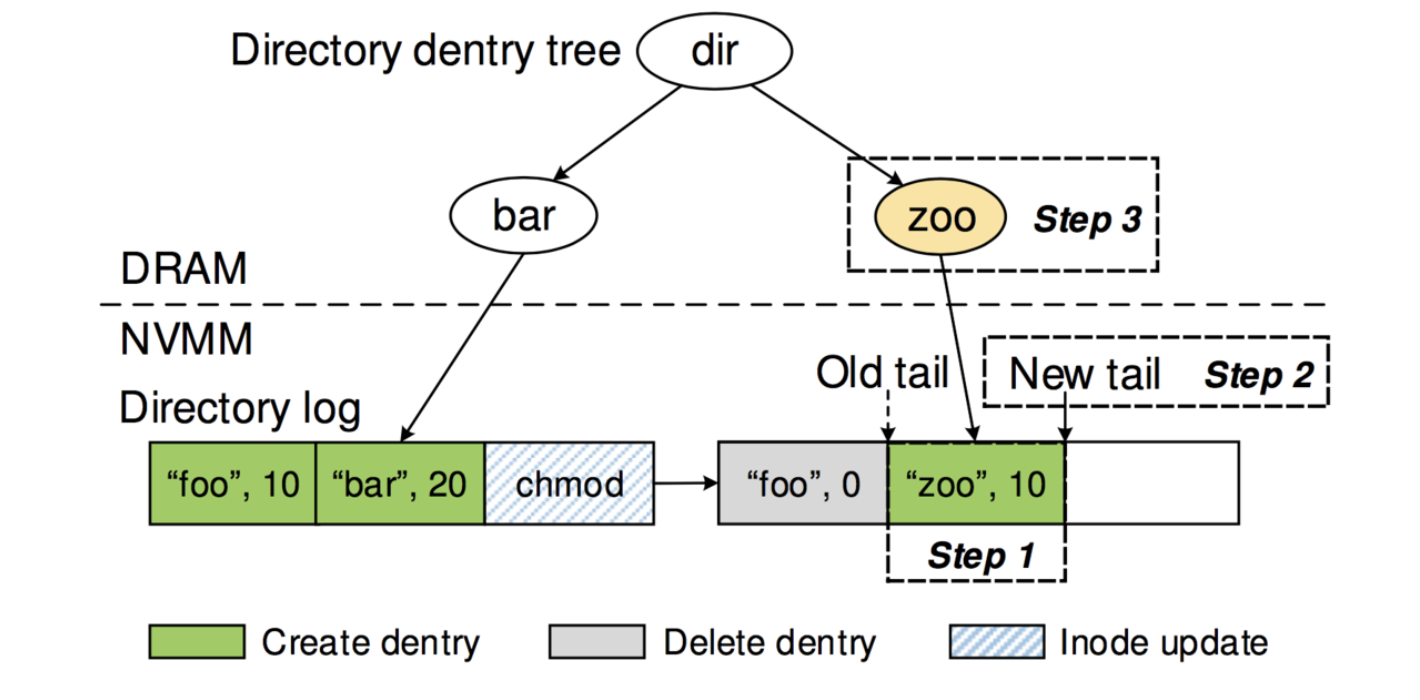 Directory dentry tree
dir
bar
zoo
Step 3
DRAM
NVMM
Old tail
New tail
Step 2
Directory log
“foo”, 10
“bar”, 20
chmod
“foo”, 0
“zoo”, 10
Step 1
Create dentry
Delete dentry
Inode update